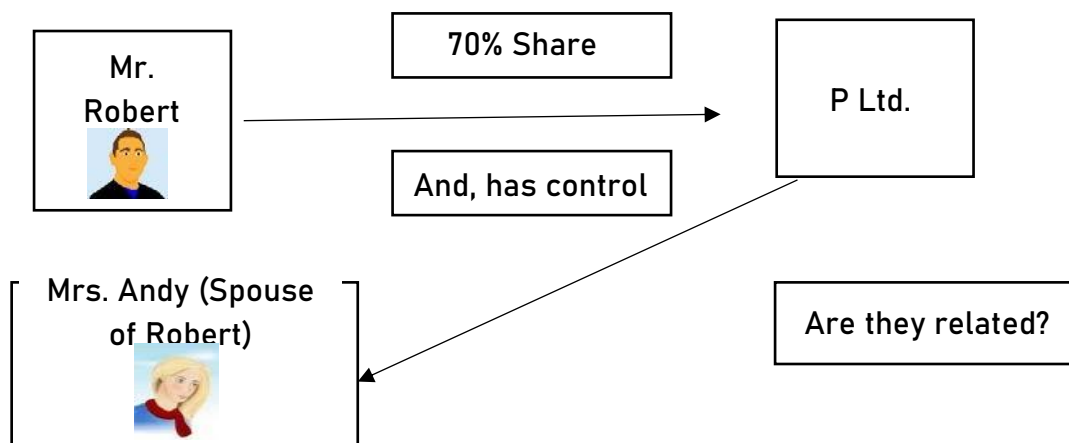 Mr.
Robert
70% Share
And, has control
P Ltd.
Mrs. Andy (Spouse
of Robert)
Are they related?